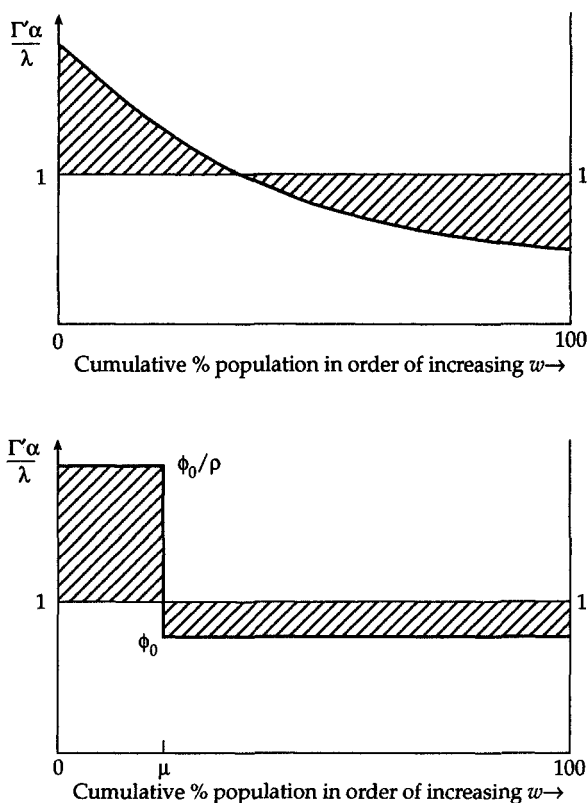 Γ′α
λ
1
1
0
100
Cumulative % population in order of increasing w→
Γ′α
λ
ϕ₀/ρ
1
1
ϕ₀
0
μ
100
Cumulative % population in order of increasing w→